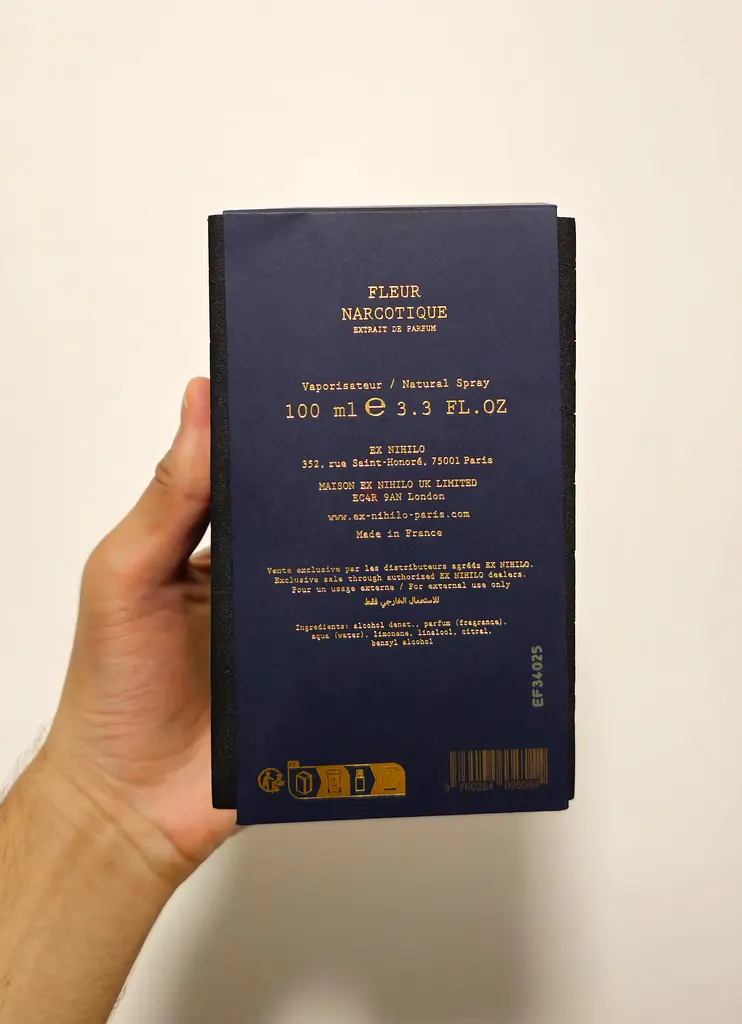 FLEUR
NARCOTIQUE
EXTRAIT DE PARFUM
Vaporisateur / Natural Spray
100 ml ℮ 3.3 FL.OZ
EX NIHILO
352, rue Saint-Honoré, 75001 Paris
MAISON EX NIHILO UK LIMITED
EC4R 9AN London
www.ex-nihilo-paris.com
Made in France
Vente exclusive par les distributeurs agréés EX NIHILO.
Exclusive sale through authorized EX NIHILO dealers.
Pour un usage externe / For external use only
للاستعمال الخارجي فقط
Ingredients: alcohol denat., parfum (fragrance),
aqua (water), limonene, linalool, citral,
benzyl alcohol
EF34025
3 760264